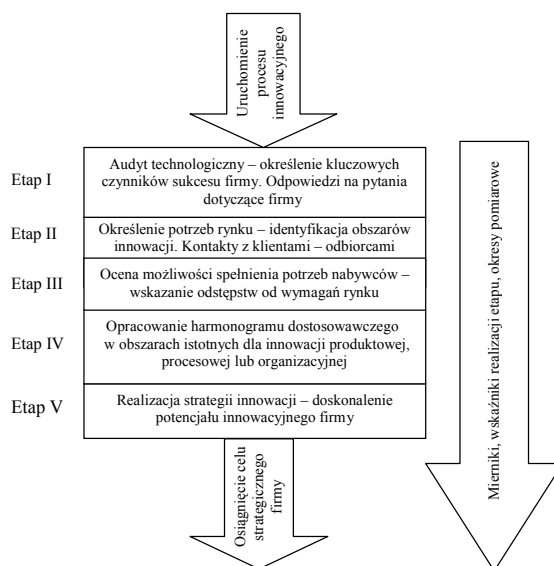 Uruchomienie
procesu
innowacyjnego
Etap I
Audyt technologiczny – określenie kluczowych
czynników sukcesu firmy. Odpowiedzi na pytania
dotyczące firmy
Etap II
Określenie potrzeb rynku – identyfikacja obszarów
innowacji. Kontakty z klientami – odbiorcami
Etap III
Ocena możliwości spełnienia potrzeb nabywców –
wskazanie odstępstw od wymagań rynku
Etap IV
Opracowanie harmonogramu dostosowawczego
w obszarach istotnych dla innowacji produktowej,
procesowej lub organizacyjnej
Etap V
Realizacja strategii innowacji – doskonalenie
potencjału innowacyjnego firmy
Osiągnięcie celu
strategicznego
firmy
Mierniki, wskaźniki realizacji etapu, okresy pomiarowe